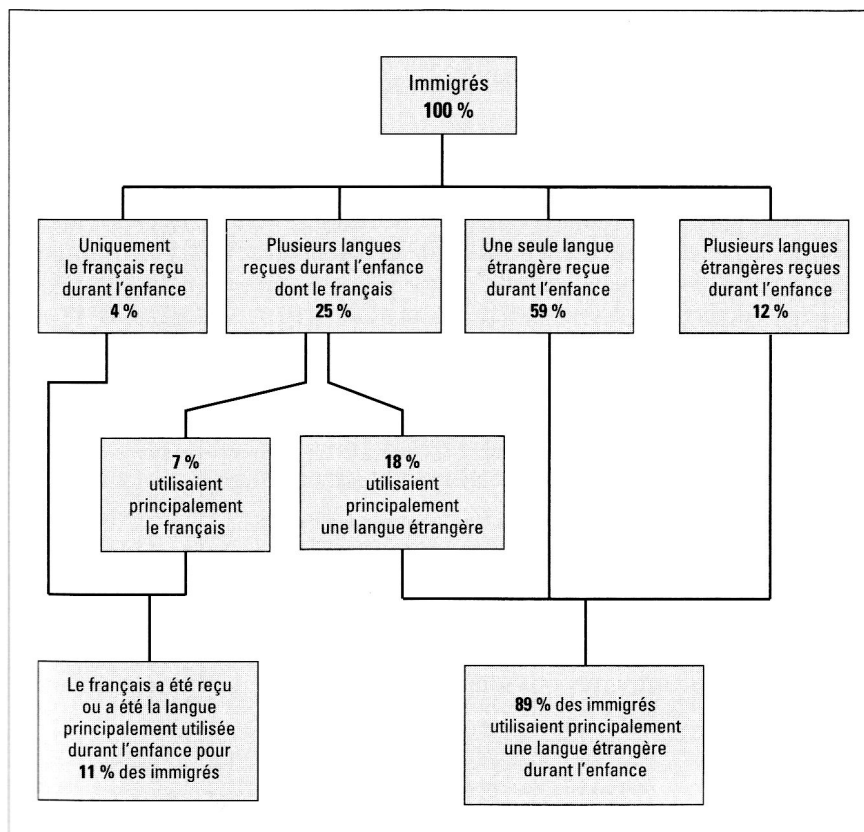 Immigrés
100 %
Uniquement
le français reçu
durant l'enfance
4 %
Plusieurs langues
reçues durant l'enfance
dont le français
25 %
Une seule langue
étrangère reçue
durant l'enfance
59 %
Plusieurs langues
étrangères reçues
durant l'enfance
12 %
7 %
utilisaient
principalement
le français
18 %
utilisaient
principalement
une langue étrangère
Le français a été reçu
ou a été la langue
principalement utilisée
durant l'enfance pour
11 % des immigrés
89 % des immigrés
utilisaient principalement
une langue étrangère
durant l'enfance